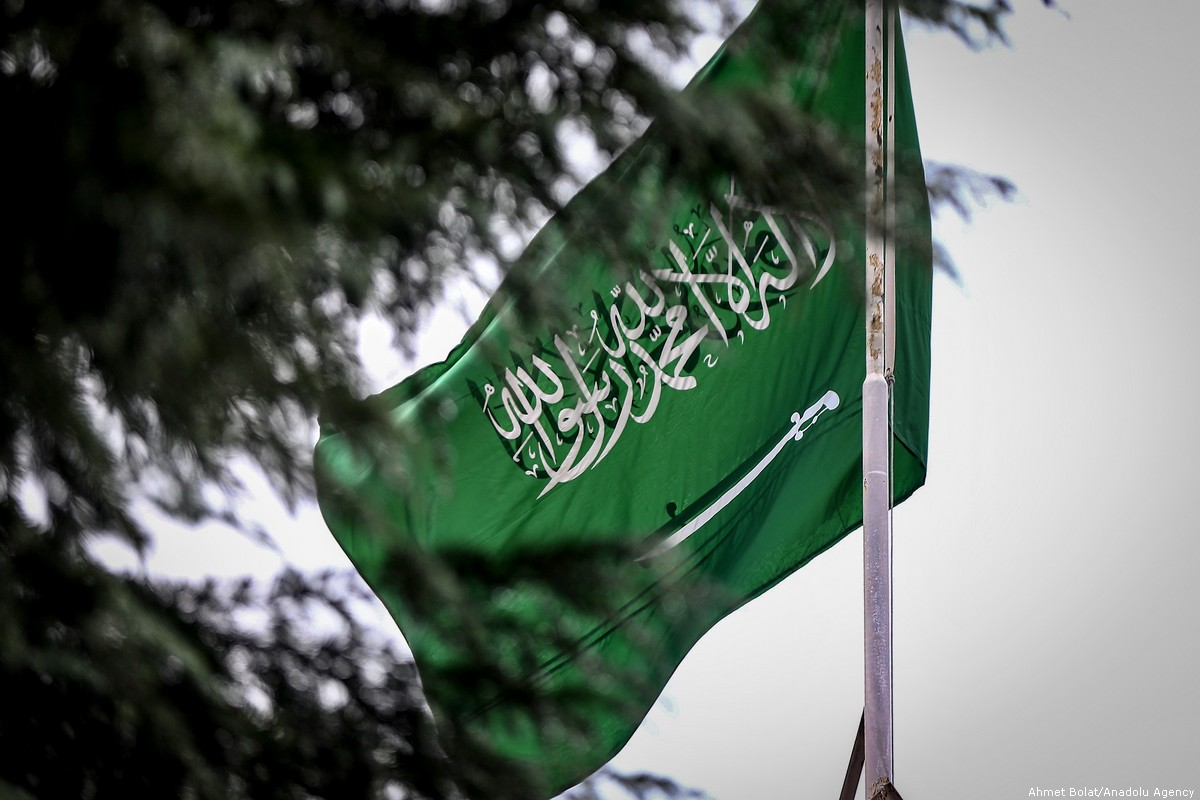 لا إله إلا الله محمد رسول الله
Ahmet Bolat/Anadolu Agency